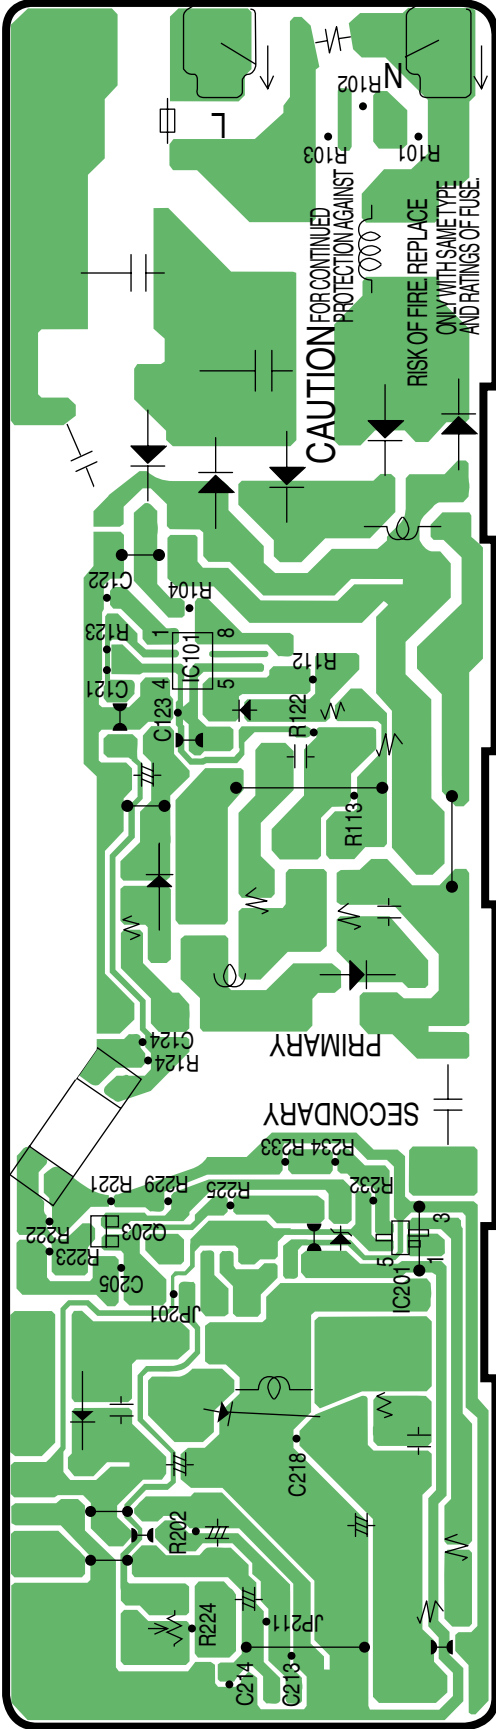 L
N
R102
R103
R101
CAUTION
FOR CONTINUED
PROTECTION AGAINST
RISK OF FIRE, REPLACE
ONLY WITH SAME TYPE
AND RATINGS OF FUSE.
C122
R104
R123
1
8
IC101
C121
4
5
R112
C123
R122
R113
C124
R124
PRIMARY
SECONDARY
R233
R234
R221
R229
R225
R232
R222
R223
Q203
C205
JP201
5
3
1
IC201
C218
R202
R224
JP211
C214
C213